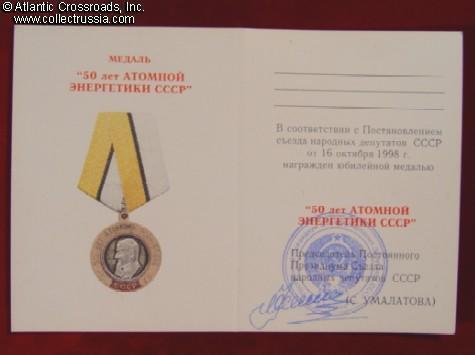 © Atlantic Crossroads, Inc.
www.collectrussia.com
МЕДАЛЬ
"50 лет АТОМНОЙ
ЭНЕРГЕТИКИ СССР"
СССР
В соответствии с Постановлением
съезда народных депутатов СССР
от 16 октября 1998 г.
награжден юбилейной медалью
"50 лет АТОМНОЙ
ЭНЕРГЕТИКИ СССР"
Председатель Постоянного
Президиума Съезда
народных депутатов СССР
(С УМАЛАТОВА)